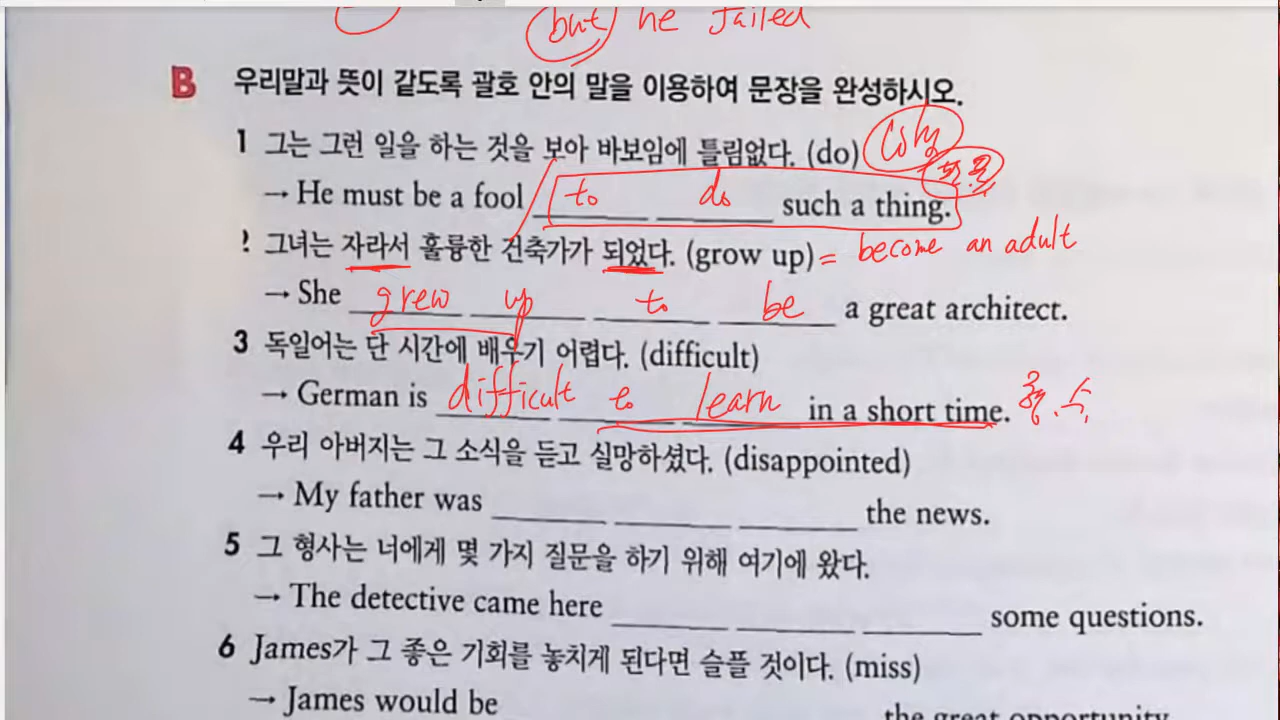 but he failed
B 우리말과 뜻이 같도록 괄호 안의 말을 이용하여 문장을 완성하시오.
1 그는 그런 일을 하는 것을 보아 바보임에 틀림없다. (do)
→ He must be a fool to do such a thing.
그녀는 자라서 훌륭한 건축가가 되었다. (grow up) = become an adult
→ She grew up to be a great architect.
3 독일어는 단 시간에 배우기 어렵다. (difficult)
→ German is difficult to learn in a short time.
4 우리 아버지는 그 소식을 듣고 실망하셨다. (disappointed)
→ My father was ______ ______ ______ the news.
5 그 형사는 너에게 몇 가지 질문을 하기 위해 여기에 왔다.
→ The detective came here ______ ______ ______ some questions.
6 James가 그 좋은 기회를 놓치게 된다면 슬플 것이다. (miss)
→ James would be the great opportunity